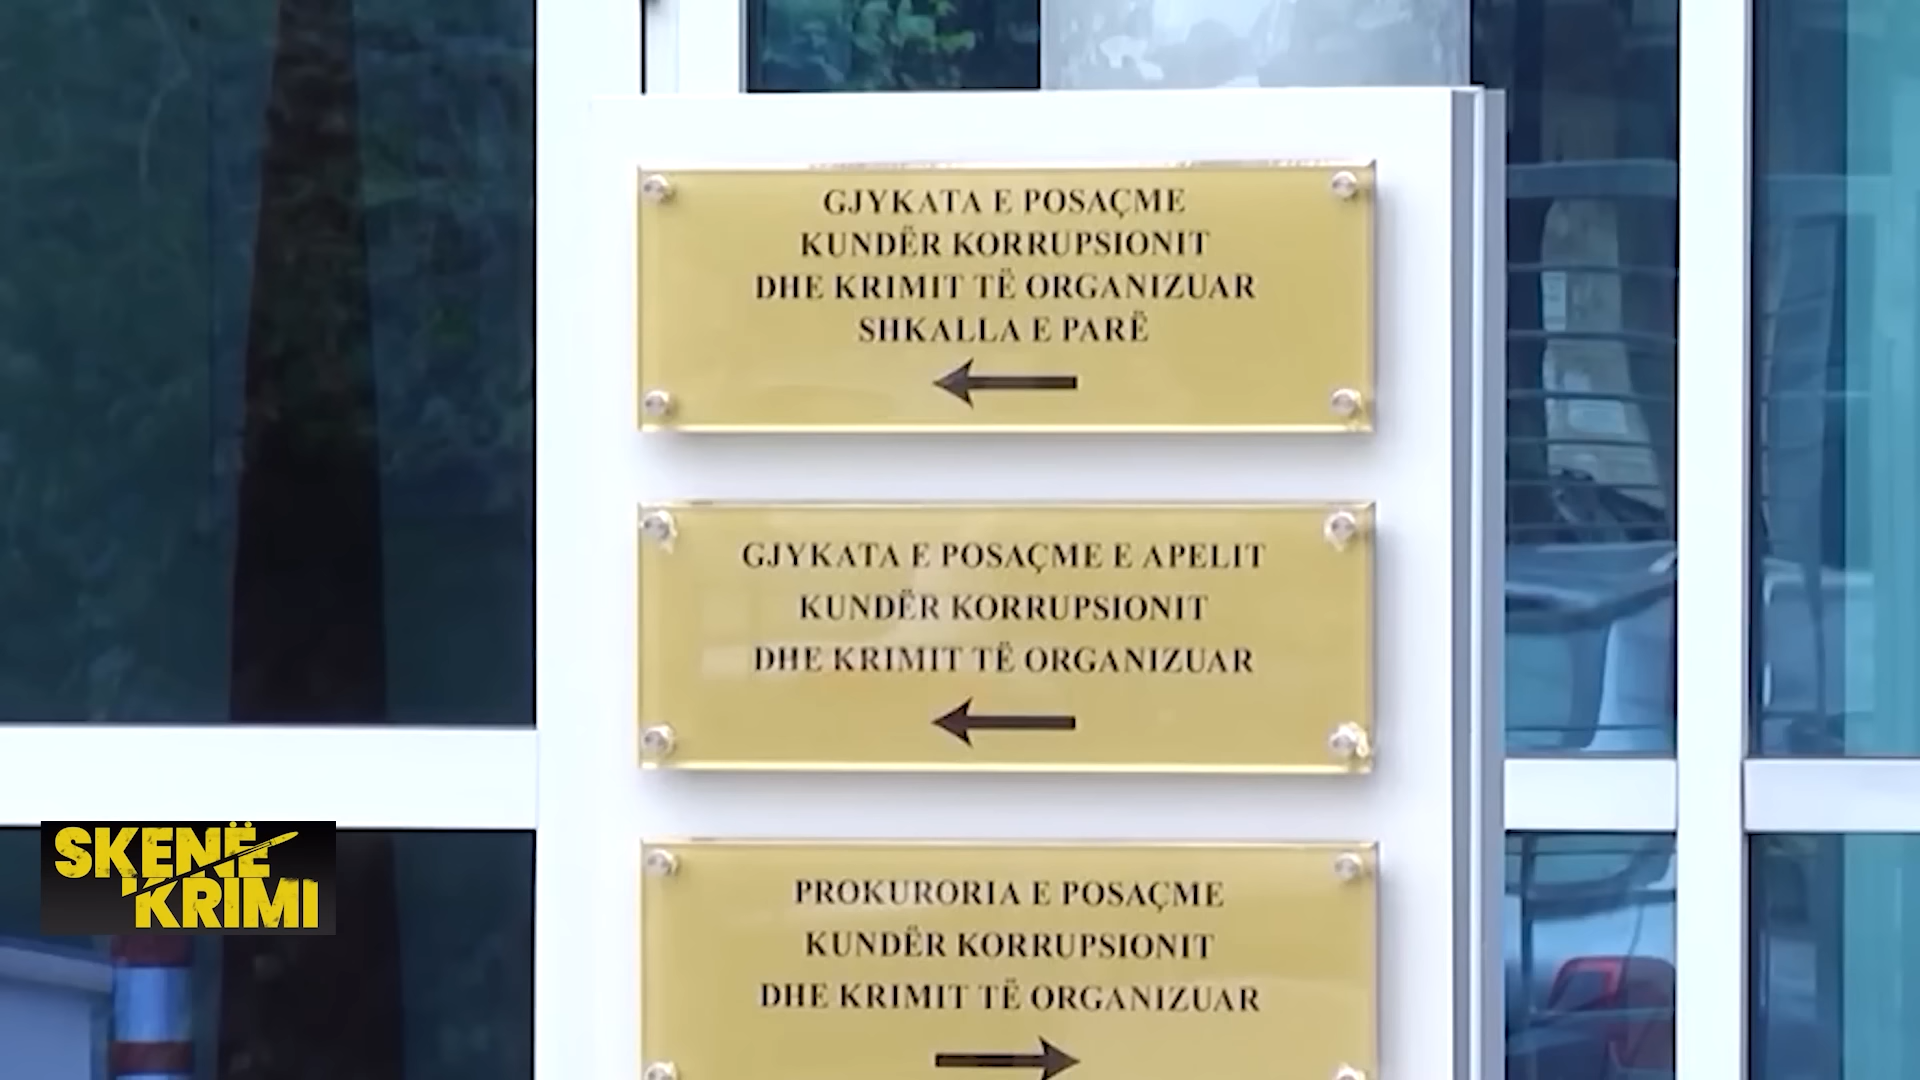 GJYKATA E POSAÇME
KUNDËR KORRUPSIONIT
DHE KRIMIT TË ORGANIZUAR
SHKALLA E PARË
GJYKATA E POSAÇME E APELIT
KUNDËR KORRUPSIONIT
DHE KRIMIT TË ORGANIZUAR
PROKURORIA E POSAÇME
KUNDËR KORRUPSIONIT
DHE KRIMIT TË ORGANIZUAR
SKENË
KRIMI